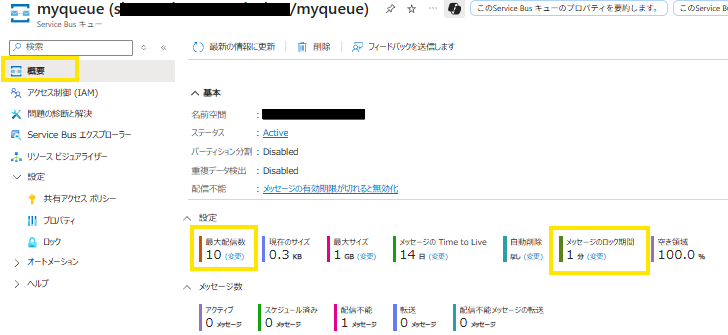 myqueue (s /myqueue)
Service Bus キュー
このService Bus キューのプロパティを要約します。
このService Bus
検索
最新の情報に更新 削除 フィードバックを送信します
概要
アクセス制御 (IAM)
問題の診断と解決
Service Bus エクスプローラー
リソース ビジュアライザー
設定
共有アクセス ポリシー
プロパティ
ロック
オートメーション
ヘルプ
基本
名前空間 :
ステータス : Active
パーティション分割 : Disabled
重複データ検出 : Disabled
配信不能 : メッセージの有効期限が切れると無効化
設定
最大配信数
10 (変更)
現在のサイズ
0.3 KB
最大サイズ
1 GB (変更)
メッセージの Time to Live
14 日 (変更)
自動削除
なし (変更)
メッセージのロック期間
1 分 (変更)
空き領域
100.0 %
メッセージ数
アクティブ
0 メッセージ
スケジュール済み
0 メッセージ
配信不能
1 メッセージ
転送
0 メッセージ
配信不能メッセージの転送
0 メッセージ